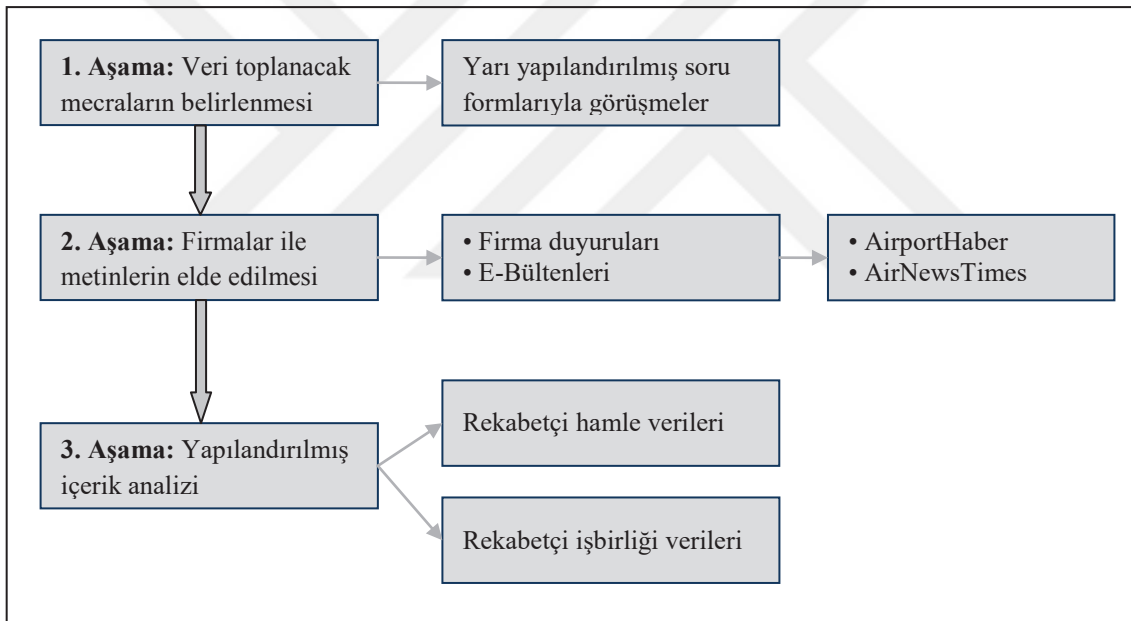 1. Aşama: Veri toplanacak
mecraların belirlenmesi
Yarı yapılandırılmış soru
formlarıyla görüşmeler
2. Aşama: Firmalar ile
metinlerin elde edilmesi
• Firma duyuruları
• E-Bültenleri
• AirportHaber
• AirNewsTimes
3. Aşama: Yapılandırılmış
içerik analizi
Rekabetçi hamle verileri
Rekabetçi işbirliği verileri